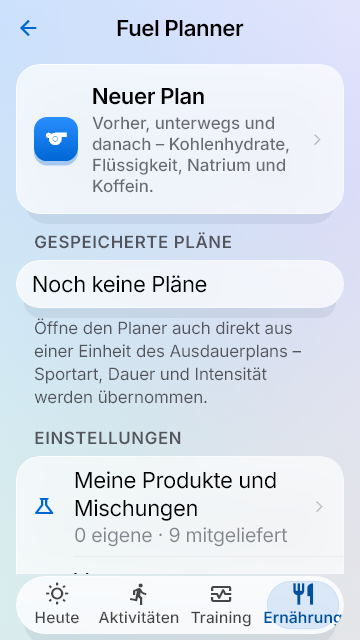 Fuel Planner
Neuer Plan
Vorher, unterwegs und
danach – Kohlenhydrate,
Flüssigkeit, Natrium und
Koffein.
GESPEICHERTE PLÄNE
Noch keine Pläne
Öffne den Planer auch direkt aus
einer Einheit des Ausdauerplans –
Sportart, Dauer und Intensität
werden übernommen.
EINSTELLUNGEN
Meine Produkte und
Mischungen
0 eigene · 9 mitgeliefert
Heute
Aktivitäten
Training
Ernährung